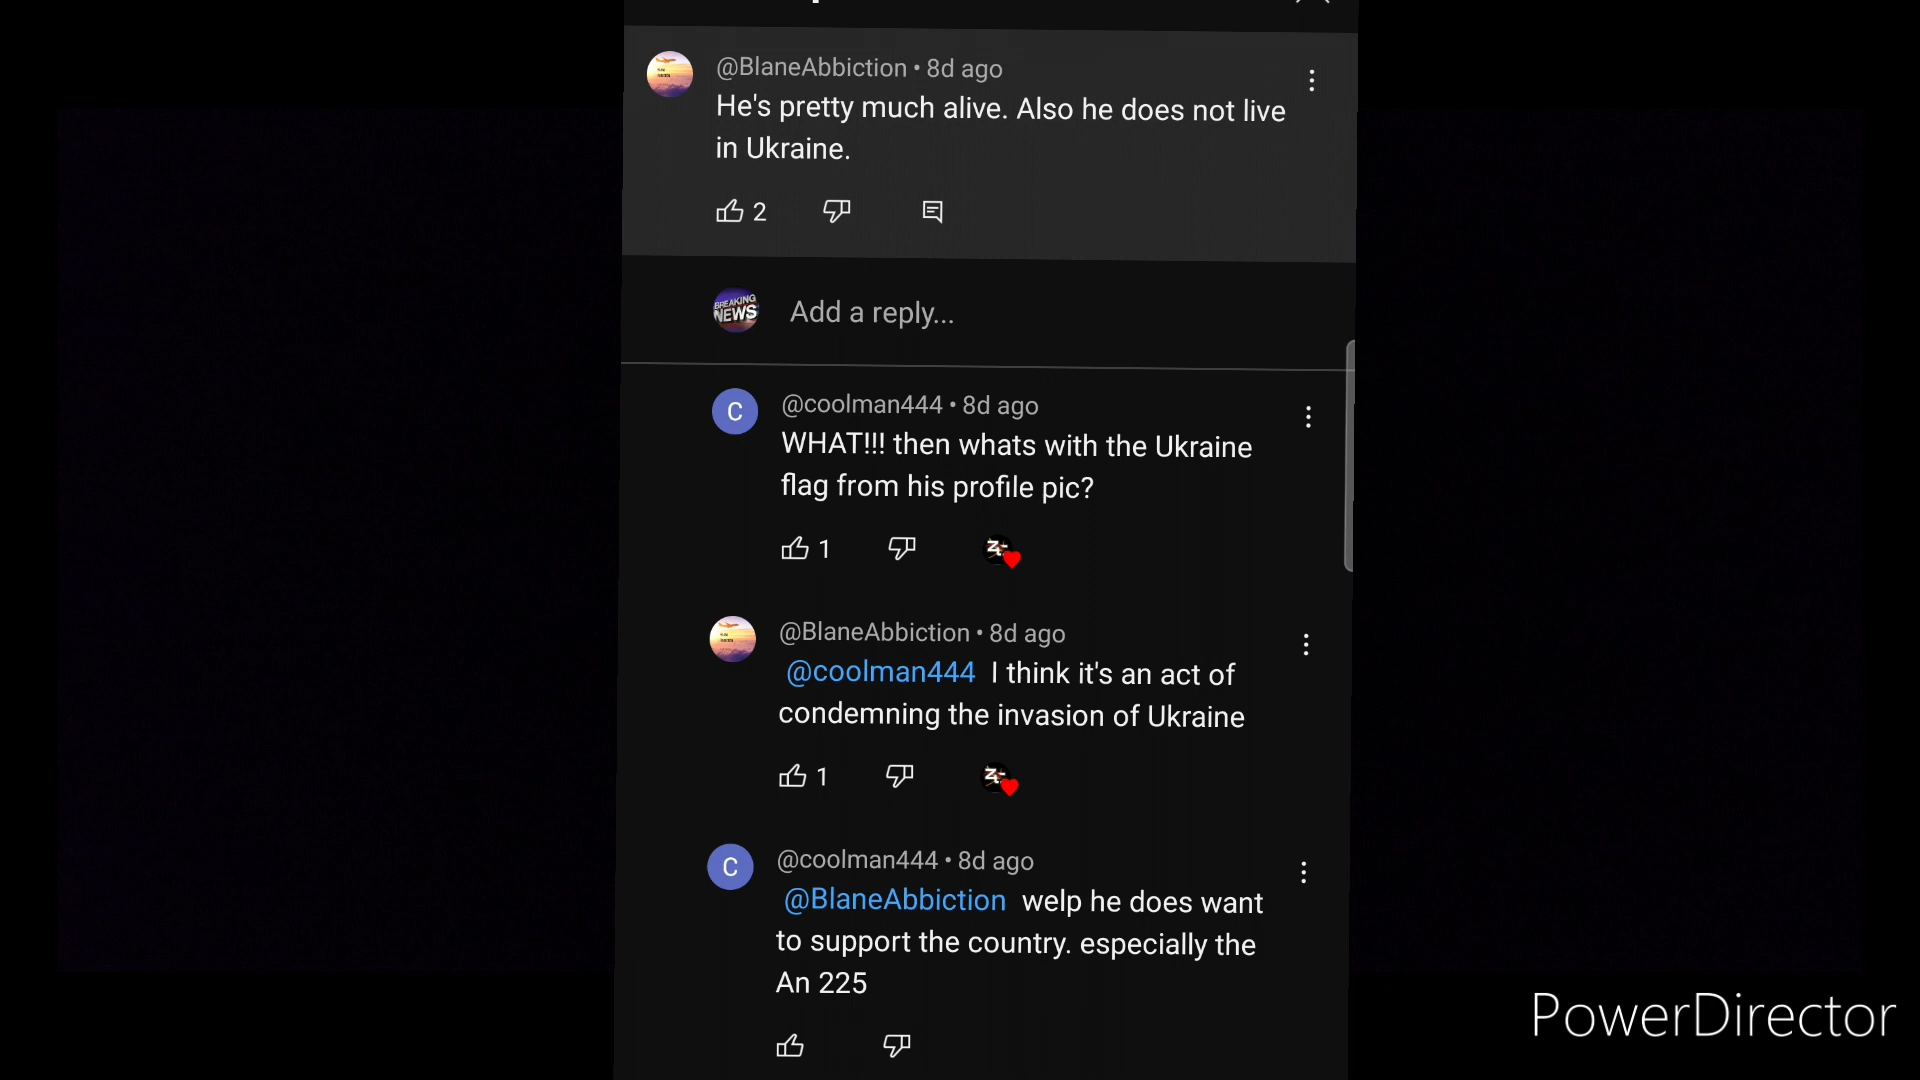 @BlaneAbbiction • 8d ago
He's pretty much alive. Also he does not live
in Ukraine.
2
BREAKING
NEWS
Add a reply...
C
@coolman444 • 8d ago
WHAT!!! then whats with the Ukraine
flag from his profile pic?
1
@BlaneAbbiction • 8d ago
@coolman444 I think it's an act of
condemning the invasion of Ukraine
1
C
@coolman444 • 8d ago
@BlaneAbbiction welp he does want
to support the country. especially the
An 225
PowerDirector